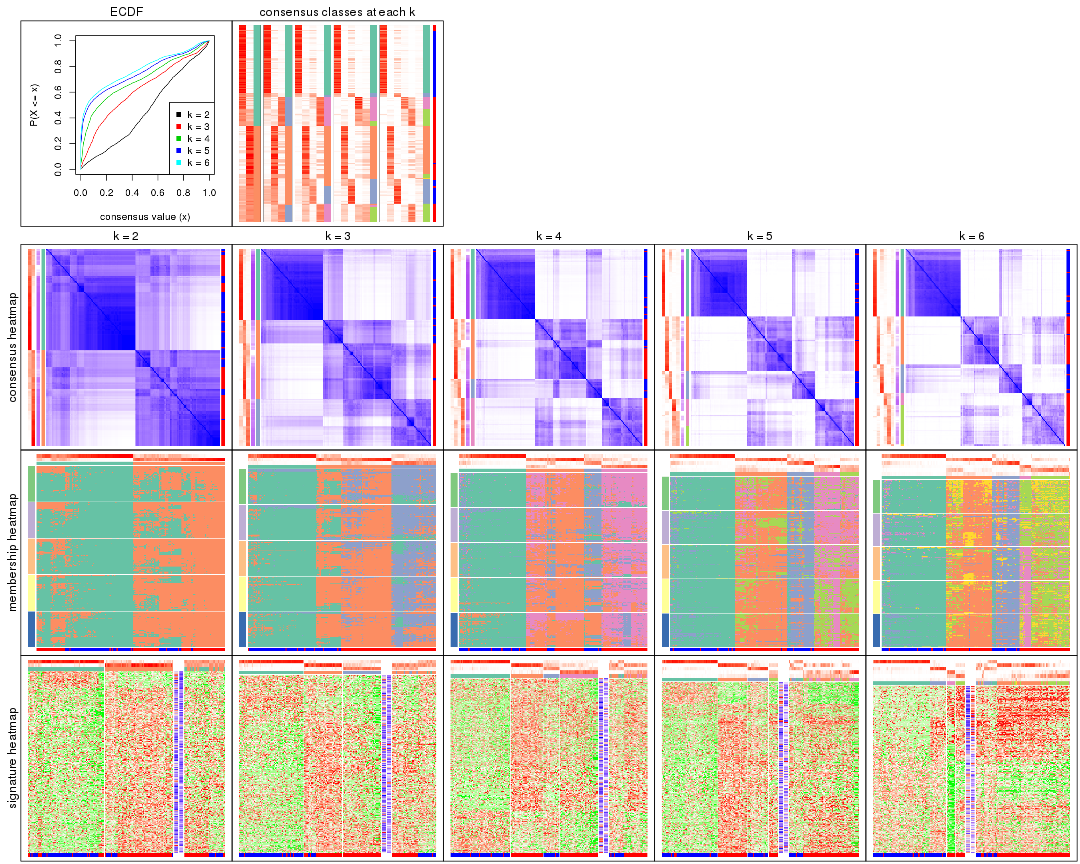 ECDF
consensus classes at each k
P(X <= x)
0.0 0.2 0.4 0.6 0.8 1.0
k = 2
k = 3
k = 4
k = 5
k = 6
0.0 0.2 0.4 0.6 0.8 1.0
consensus value (x)
k = 2 k = 3 k = 4 k = 5 k = 6
consensus heatmap
membership heatmap
signature heatmap